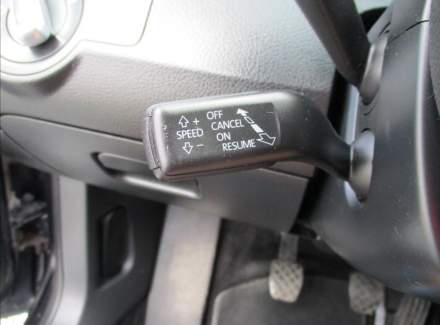 + OFF
SPEED CANCEL
ON
- RESUME